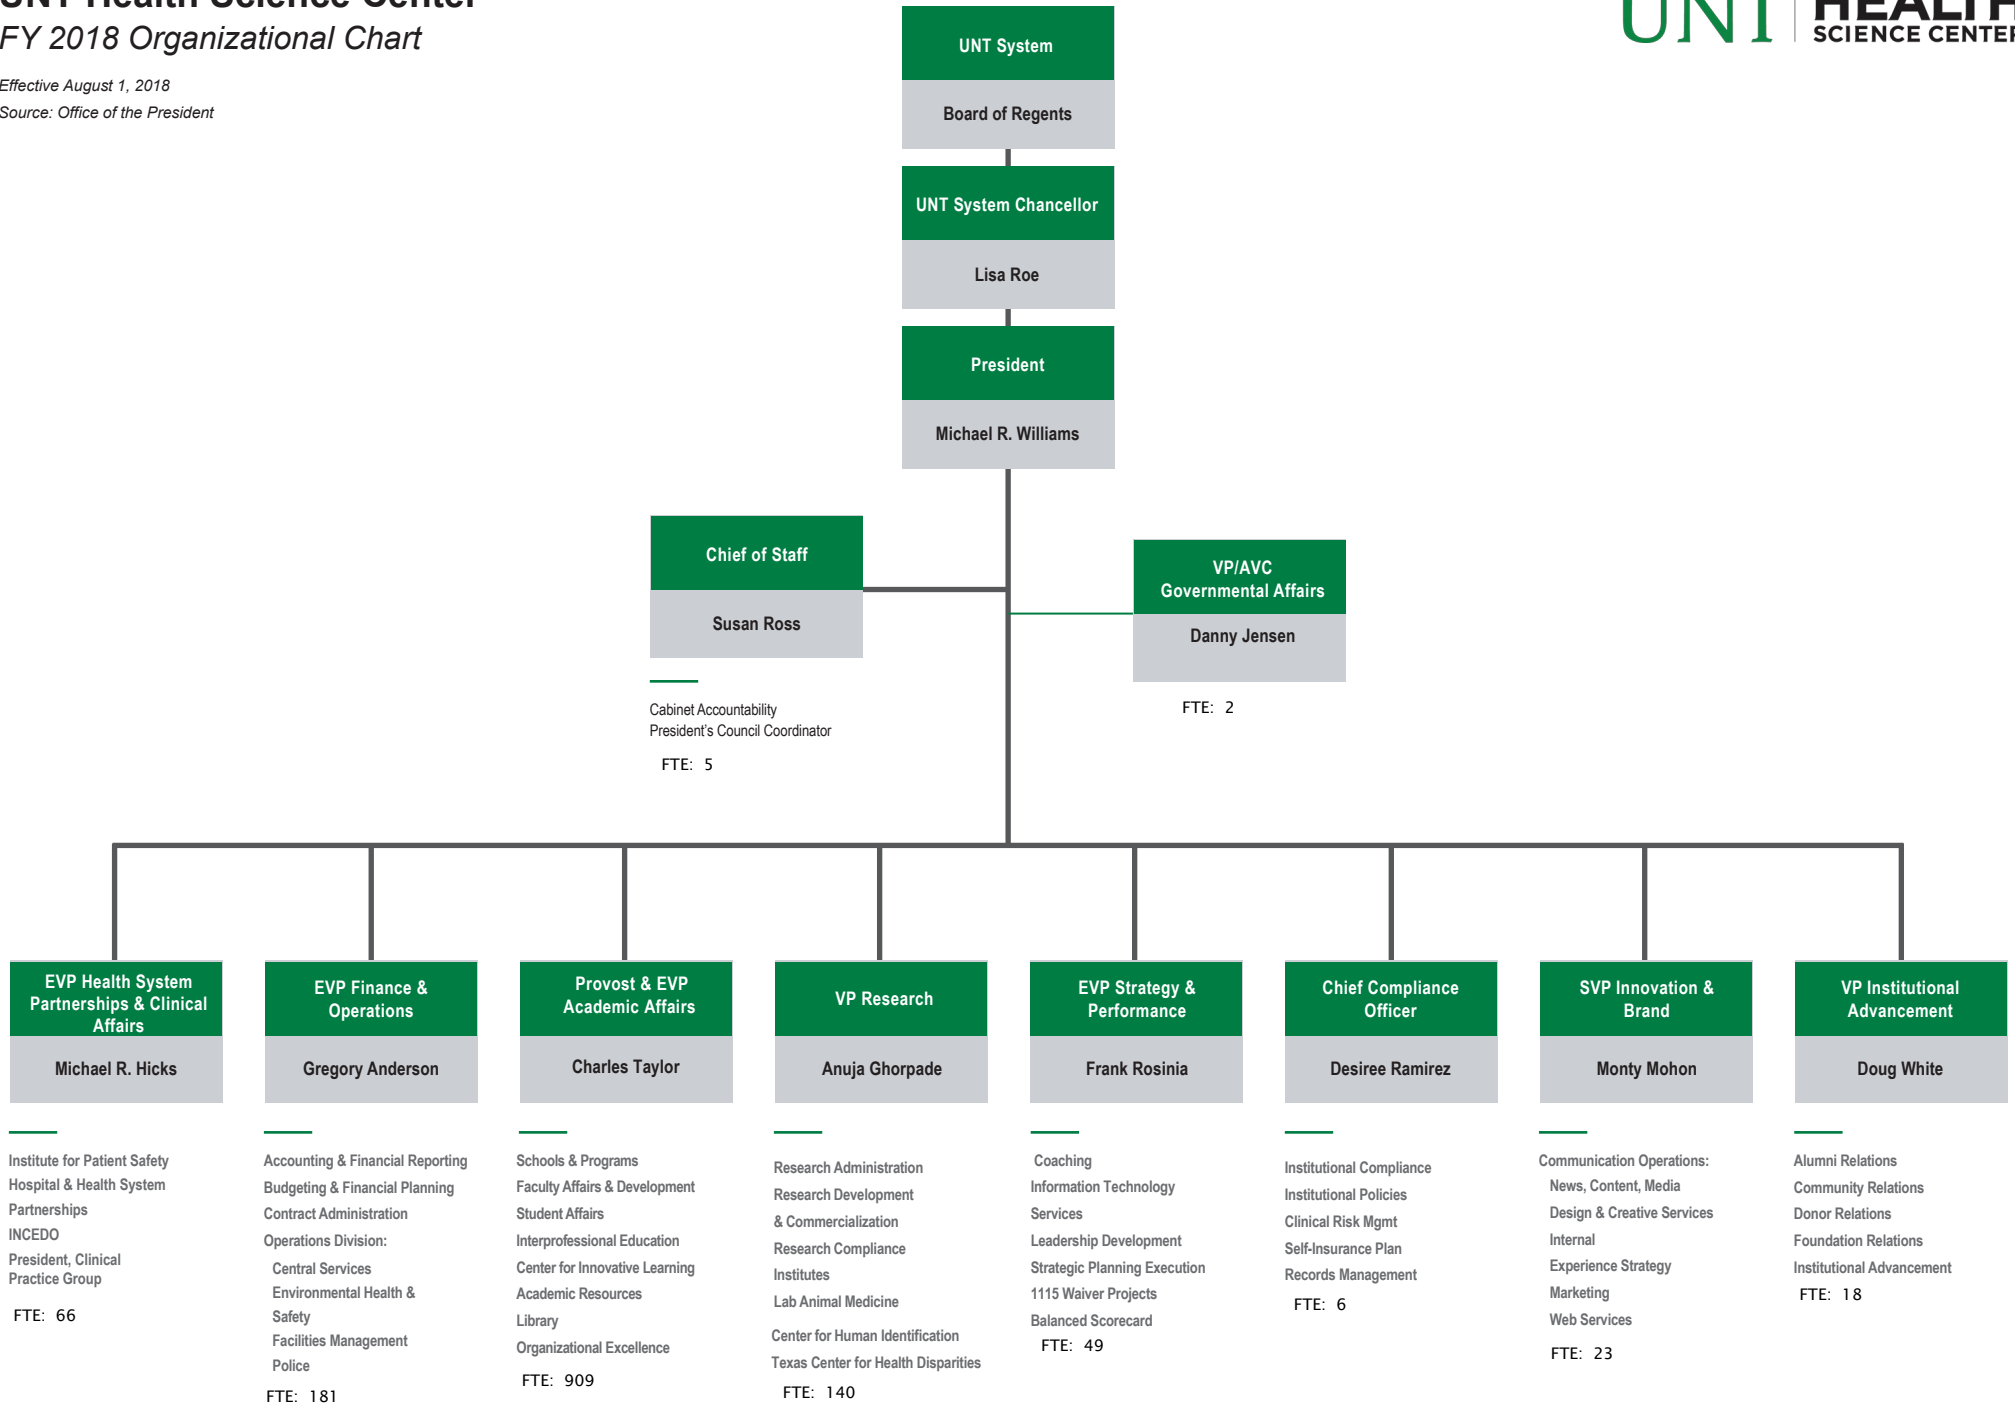 UNT Health Science Center
FY 2018 Organizational Chart
Effective August 1, 2018
Source: Office of the President
UNT HEALTH
SCIENCE CENTER
UNT System
Board of Regents
UNT System Chancellor
Lisa Roe
President
Michael R. Williams
Chief of Staff
Susan Ross
Cabinet Accountability
President's Council Coordinator
FTE: 5
VP/AVC
Governmental Affairs
Danny Jensen
FTE: 2
EVP Health System
Partnerships & Clinical
Affairs
Michael R. Hicks
Institute for Patient Safety
Hospital & Health System
Partnerships
INCEDO
President, Clinical
Practice Group
FTE: 66
EVP Finance &
Operations
Gregory Anderson
Accounting & Financial Reporting
Budgeting & Financial Planning
Contract Administration
Operations Division:
Central Services
Environmental Health &
Safety
Facilities Management
Police
FTE: 181
Provost & EVP
Academic Affairs
Charles Taylor
Schools & Programs
Faculty Affairs & Development
Student Affairs
Interprofessional Education
Center for Innovative Learning
Academic Resources
Library
Organizational Excellence
FTE: 909
VP Research
Anuja Ghorpade
Research Administration
Research Development
& Commercialization
Research Compliance
Institutes
Lab Animal Medicine
Center for Human Identification
Texas Center for Health Disparities
FTE: 140
EVP Strategy &
Performance
Frank Rosinia
Coaching
Information Technology
Services
Leadership Development
Strategic Planning Execution
1115 Waiver Projects
Balanced Scorecard
FTE: 49
Chief Compliance
Officer
Desiree Ramirez
Institutional Compliance
Institutional Policies
Clinical Risk Mgmt
Self-Insurance Plan
Records Management
FTE: 6
SVP Innovation &
Brand
Monty Mohon
Communication Operations:
News, Content, Media
Design & Creative Services
Internal
Experience Strategy
Marketing
Web Services
FTE: 23
VP Institutional
Advancement
Doug White
Alumni Relations
Community Relations
Donor Relations
Foundation Relations
Institutional Advancement
FTE: 18